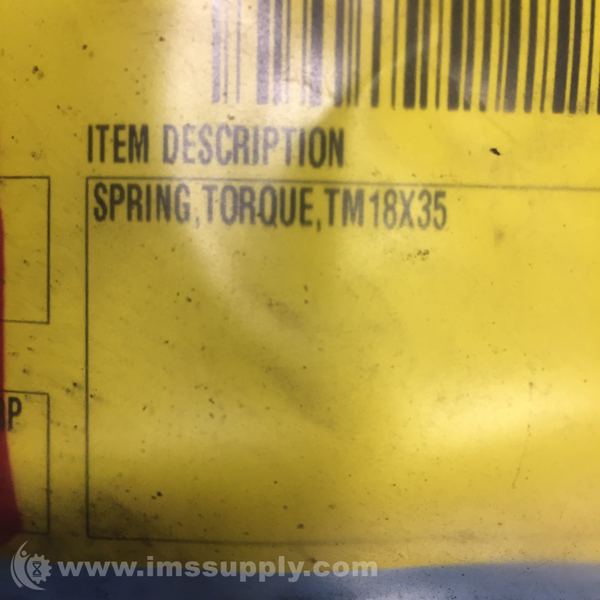 ITEM DESCRIPTION
SPRING,TORQUE,TM18X35
www.imssupply.com